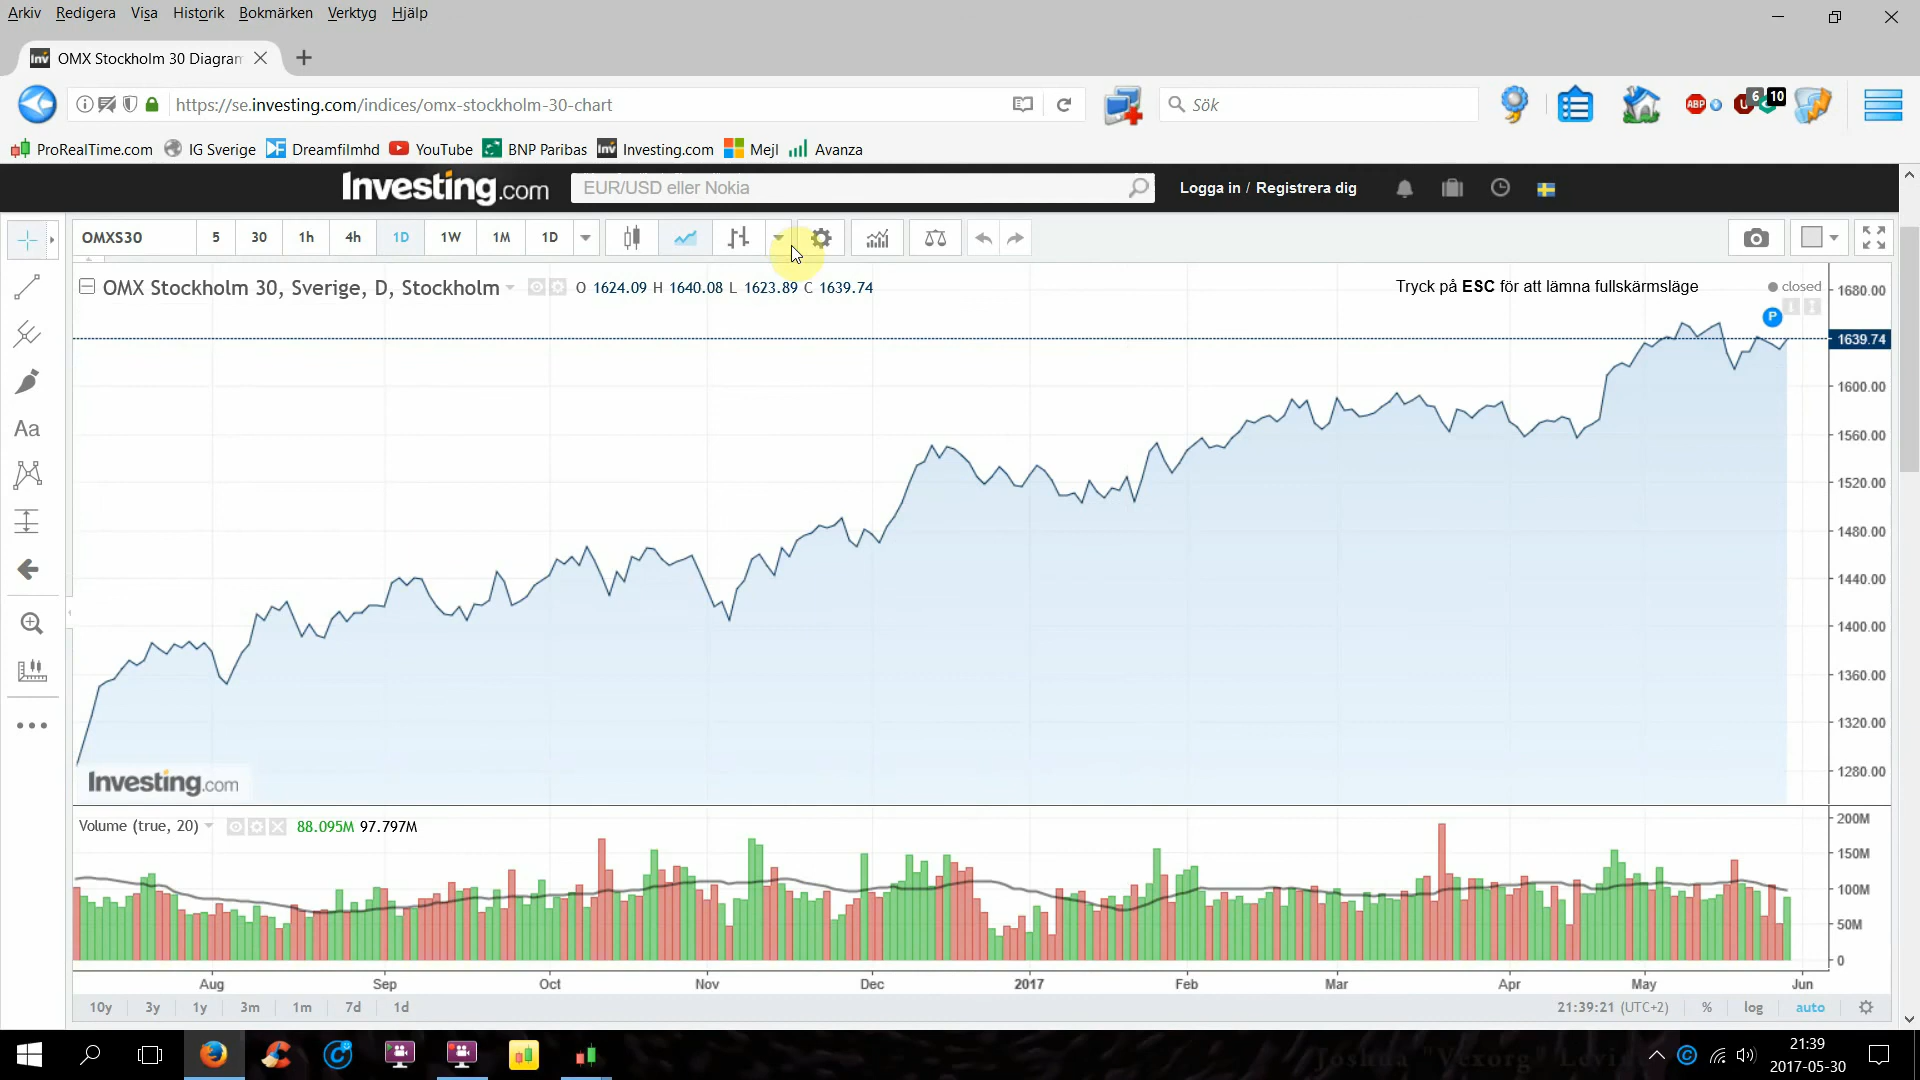 Arkiv Redigera Visa Historik Bokmärken Verktyg Hjälp
Inv OMX Stockholm 30 Diagram
https://se.investing.com/indices/omx-stockholm-30-chart Sök ABP 6 10
ProRealTime.com IG Sverige Dreamfilmhd YouTube BNP Paribas Inv Investing.com Mejl Avanza
Investing.com EUR/USD eller Nokia Logga in / Registrera dig
OMXS30 5 30 1h 4h 1D 1W 1M 1D
OMX Stockholm 30, Sverige, D, Stockholm O 1624.09 H 1640.08 L 1623.89 C 1639.74 Tryck på ESC för att lämna fullskärmsläge closed
1680.00
P
1639.74
1600.00
1560.00
1520.00
1480.00
1440.00
Aa
1400.00
1360.00
1320.00
1280.00
Investing.com
Volume (true, 20) 88.095M 97.797M
200M
150M
100M
50M
0
Aug Sep Oct Nov Dec 2017 Feb Mar Apr May Jun
10y 3y 1y 3m 1m 7d 1d 21:39:21 (UTC+2) % log auto
Joshua "Vexorg" 21:39
2017-05-30